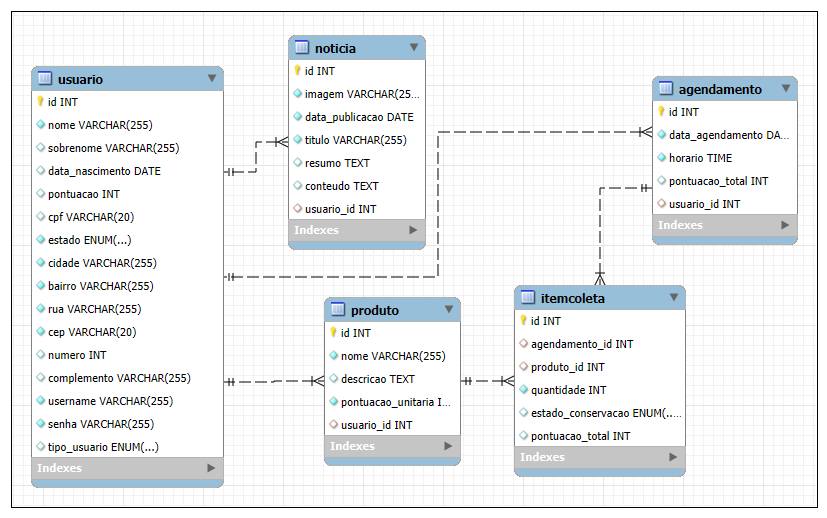 usuario
id INT
nome VARCHAR(255)
sobrenome VARCHAR(255)
data_nascimento DATE
pontuacao INT
cpf VARCHAR(20)
estado ENUM(...)
cidade VARCHAR(255)
bairro VARCHAR(255)
rua VARCHAR(255)
cep VARCHAR(20)
numero INT
complemento VARCHAR(255)
username VARCHAR(255)
senha VARCHAR(255)
tipo_usuario ENUM(...)
Indexes
noticia
id INT
imagem VARCHAR(25...
data_publicacao DATE
titulo VARCHAR(255)
resumo TEXT
conteudo TEXT
usuario_id INT
Indexes
agendamento
id INT
data_agendamento DA...
horario TIME
pontuacao_total INT
usuario_id INT
Indexes
produto
id INT
nome VARCHAR(255)
descricao TEXT
pontuacao_unitaria I...
usuario_id INT
Indexes
itemcoleta
id INT
agendamento_id INT
produto_id INT
quantidade INT
estado_conservacao ENUM(...
pontuacao_total INT
Indexes